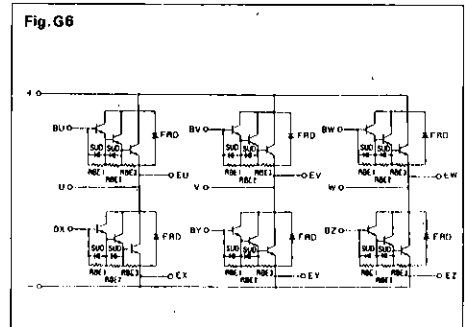 Fig.G6
+
BU BV BW
FRD FRD FRD
SUD SUD SUD SUD SUD SUD
RBE1 RBE3 RBE1 RBE3 RBE1 RBE3
RBE2 RBE2 RBE2
EU EV EW
U V W
BX BY BZ
FRD FRD FRD
SUD SUD SUD SUD SUD SUD
RBE1 RBE3 RBE1 RBE3 RBE1 RBE3
RBE2 RBE2 RBE2
EX EY EZ